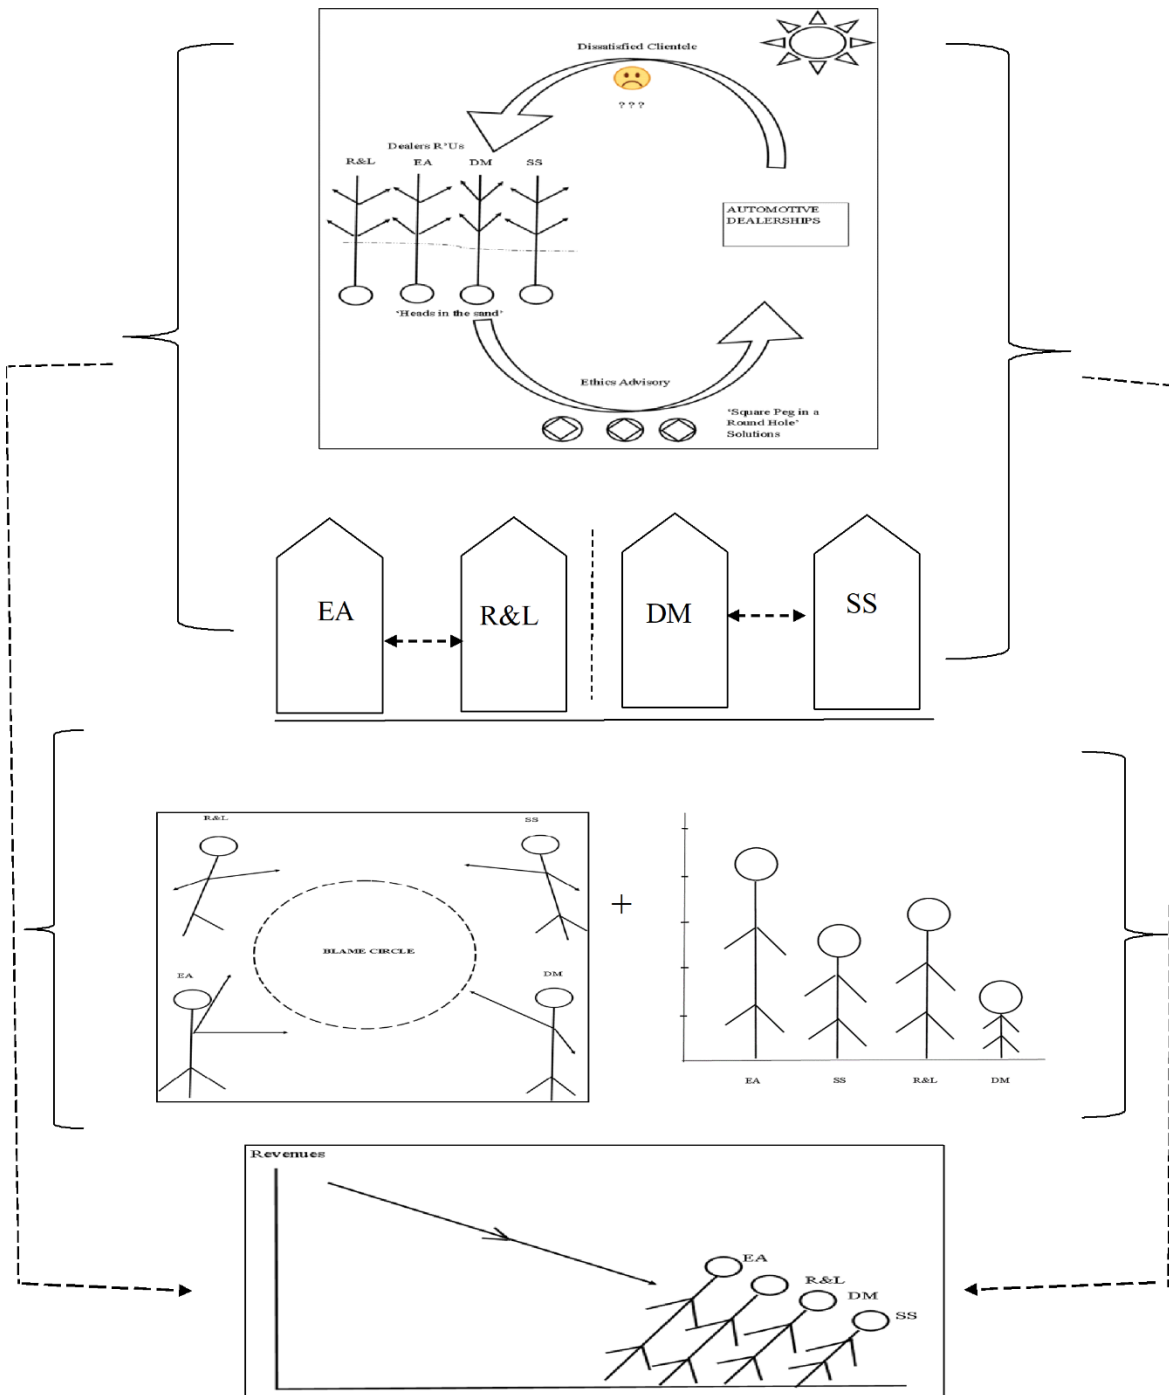 Dissatisfied Clientele
? ? ?
Dealers R'Us
R&L EA DM SS
AUTOMOTIVE
DEALERSHIPS
'Heads in the sand'
Ethics Advisory
'Square Peg in a
Round Hole'
Solutions
EA R&L DM SS
R&L SS
BLAME CIRCLE
EA DM
+
EA SS R&L DM
Revenues
EA
R&L
DM
SS